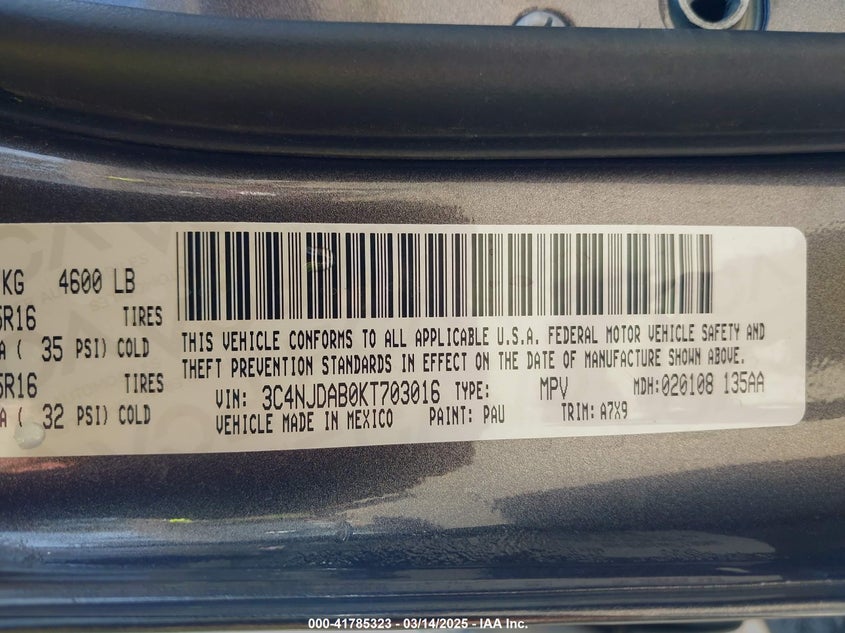 KG 4600 LB
5R16 TIRES
A ( 35 PSI) COLD
5R16 TIRES
A ( 32 PSI) COLD
THIS VEHICLE CONFORMS TO ALL APPLICABLE U.S.A. FEDERAL MOTOR VEHICLE SAFETY AND
THEFT PREVENTION STANDARDS IN EFFECT ON THE DATE OF MANUFACTURE SHOWN ABOVE.
VIN: 3C4NJDAB0KT703016 TYPE: MPV MDH:020108 135AA
VEHICLE MADE IN MEXICO PAINT: PAU TRIM: A7X9
000-41785323 - 03/14/2025 - IAA Inc.